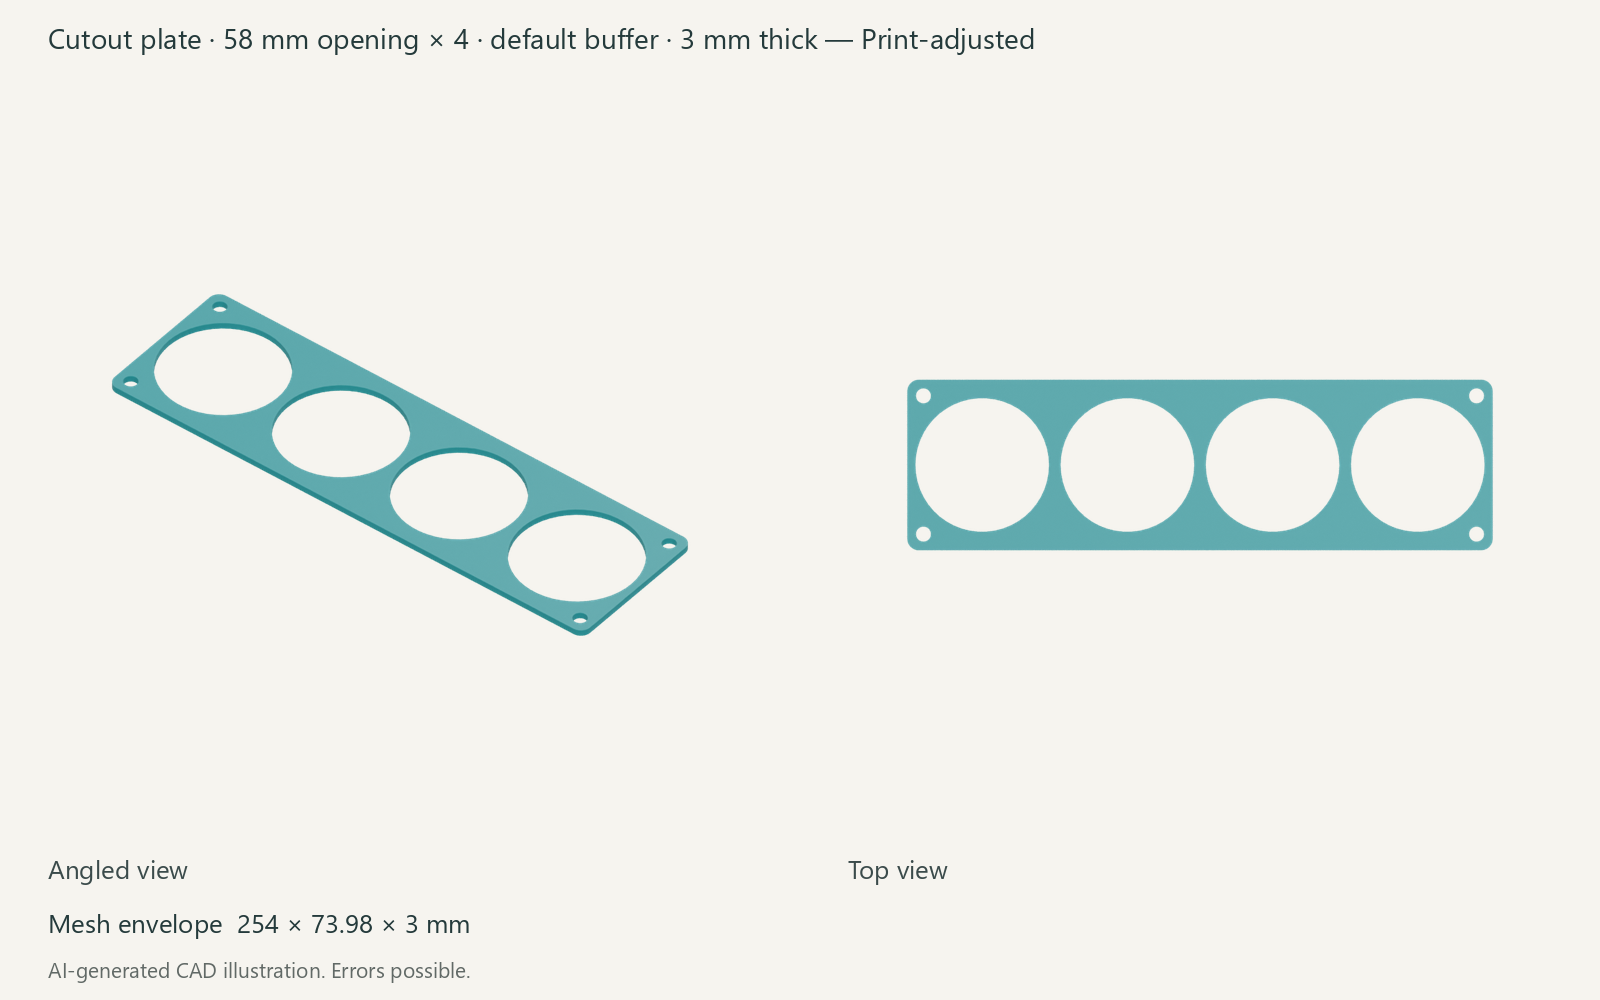 Cutout plate · 58 mm opening × 4 · default buffer · 3 mm thick — Print-adjusted
Angled view
Top view
Mesh envelope 254 × 73.98 × 3 mm
AI-generated CAD illustration. Errors possible.